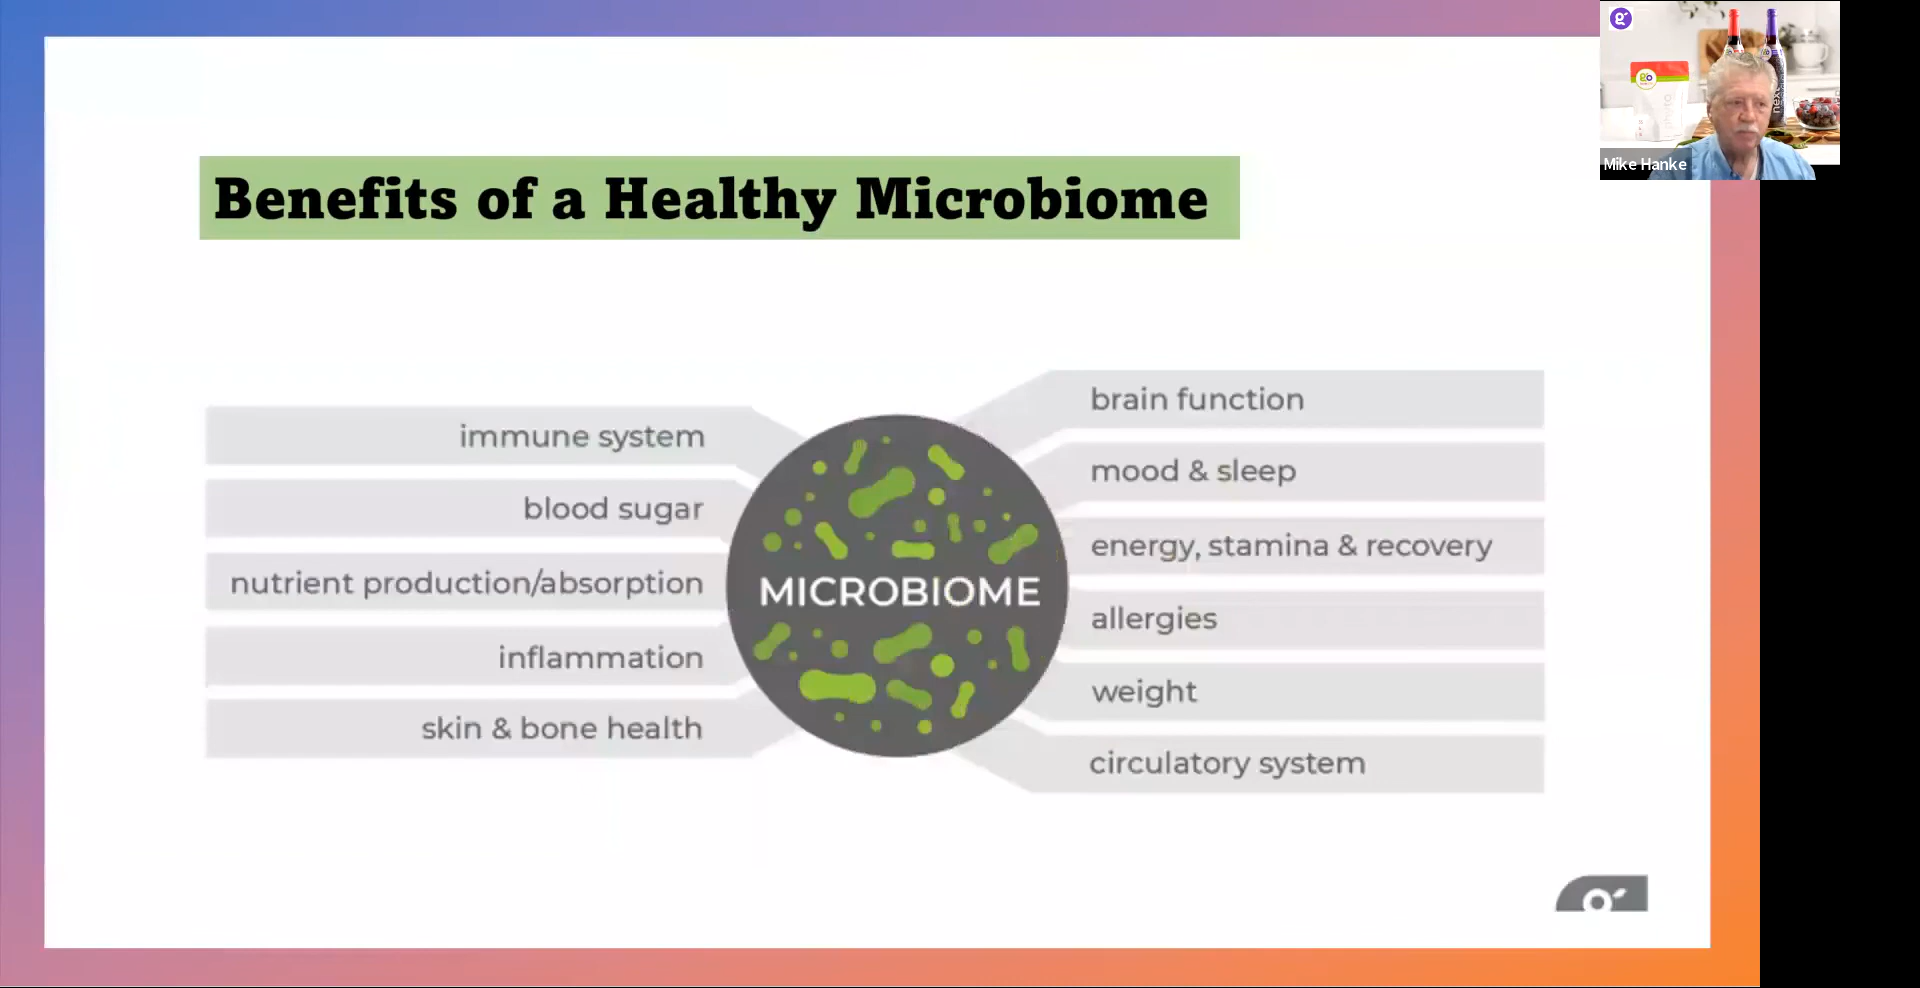 Benefits of a Healthy Microbiome
immune system
blood sugar
nutrient production/absorption
inflammation
skin & bone health
MICROBIOME
brain function
mood & sleep
energy, stamina & recovery
allergies
weight
circulatory system
Mike Hanke